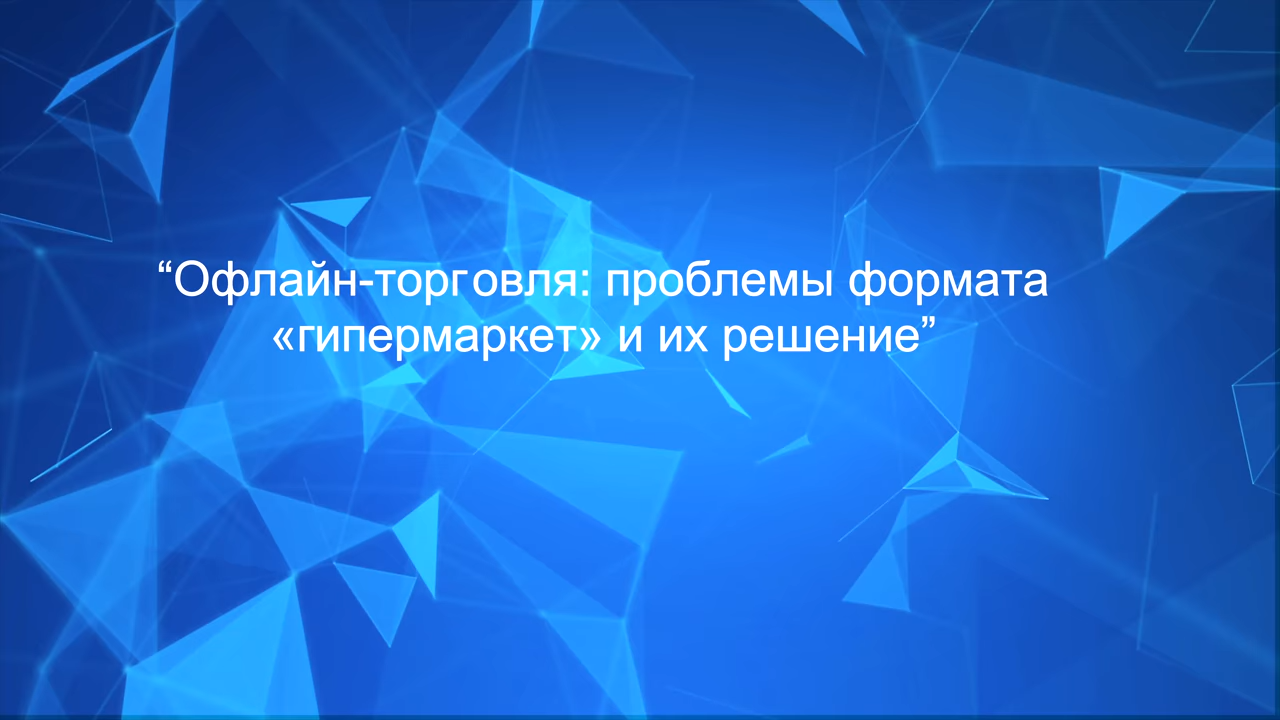 “Офлайн-торговля: проблемы формата
«гипермаркет» и их решение”